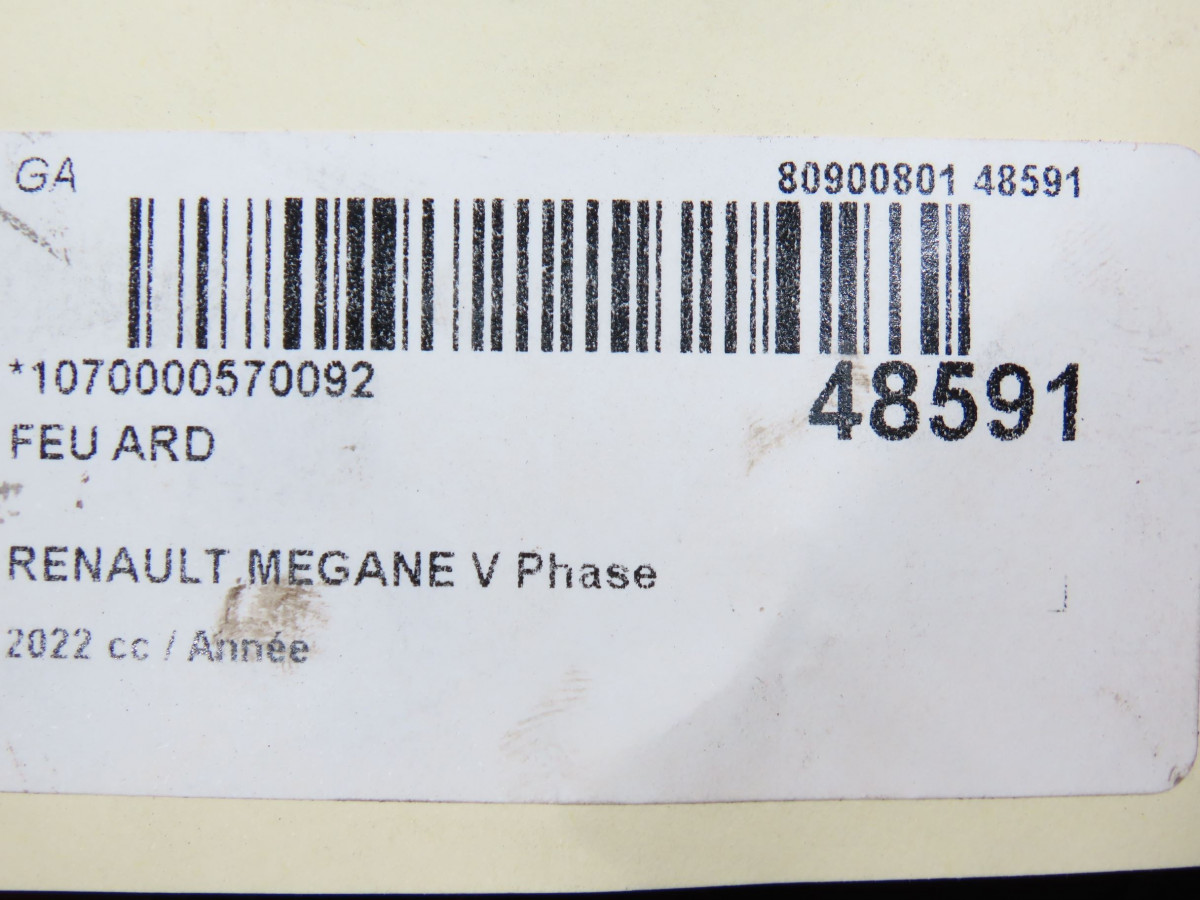 GA 80900801 48591
*1070000570092 48591
FEU ARD
RENAULT MEGANE V Phase
2022 cc / Année